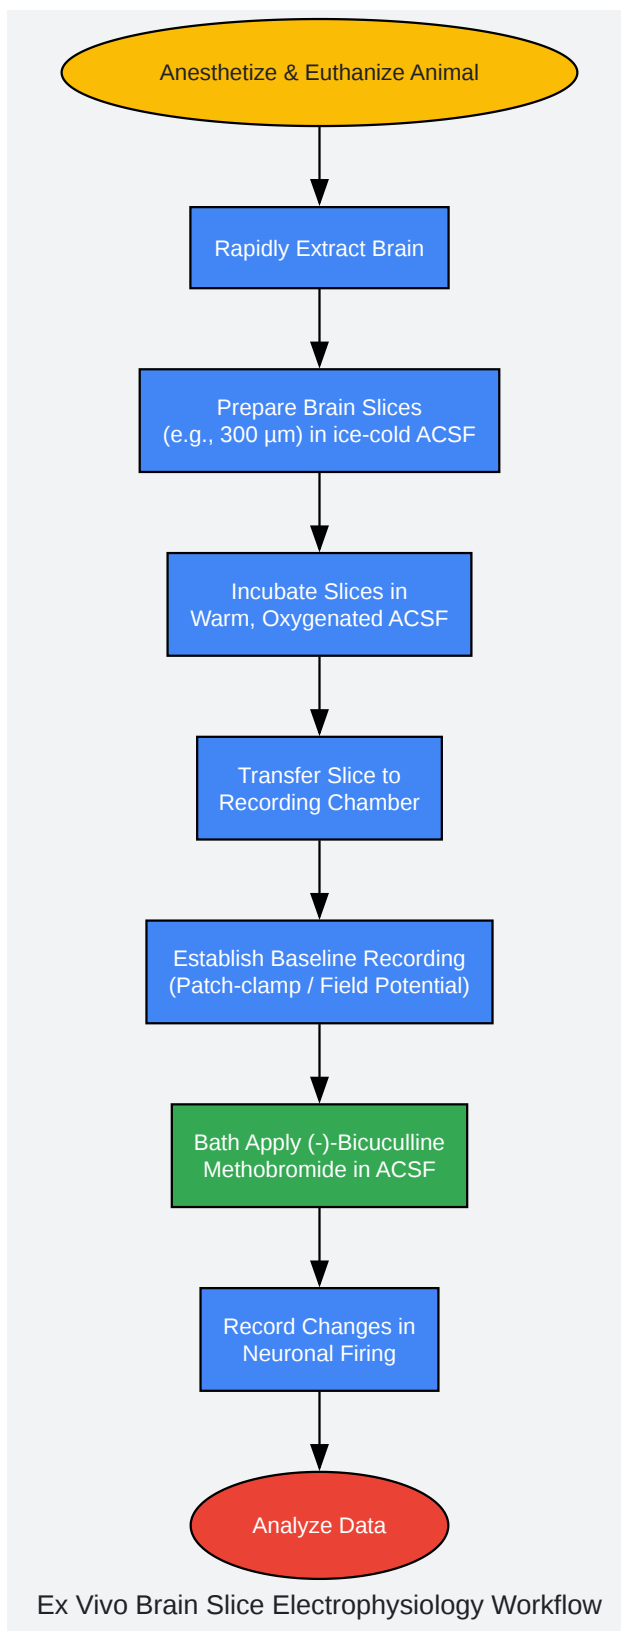 Anesthetize & Euthanize Animal
Rapidly Extract Brain
Prepare Brain Slices
(e.g., 300 µm) in ice-cold ACSF
Incubate Slices in
Warm, Oxygenated ACSF
Transfer Slice to
Recording Chamber
Establish Baseline Recording
(Patch-clamp / Field Potential)
Bath Apply (-)-Bicuculline
Methobromide in ACSF
Record Changes in
Neuronal Firing
Analyze Data
Ex Vivo Brain Slice Electrophysiology Workflow